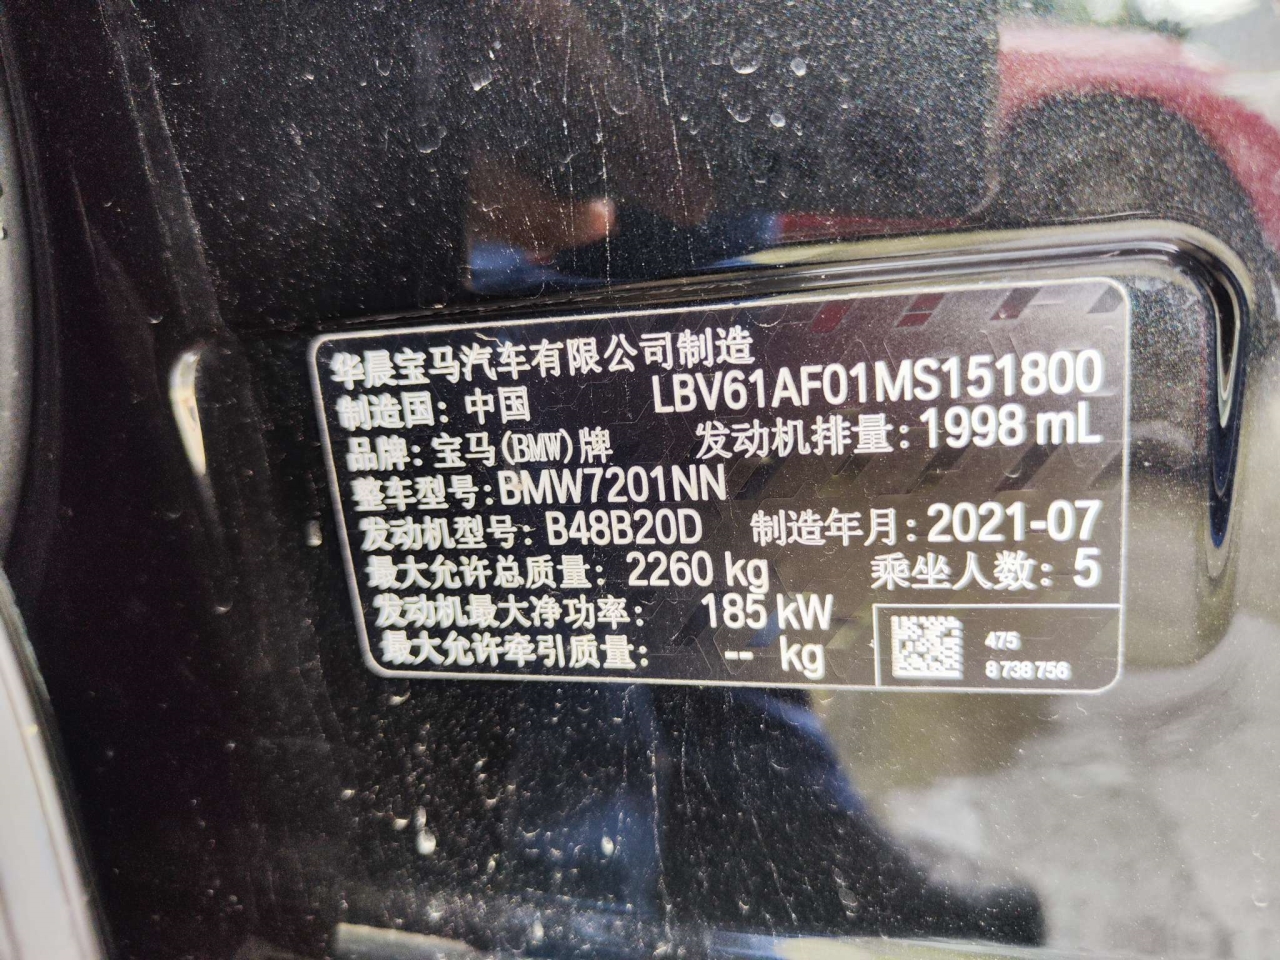 华晨宝马汽车有限公司制造
制造国：中国 LBV61AF01MS151800
品牌：宝马(BMW)牌 发动机排量：1998 mL
整车型号：BMW7201NN
发动机型号：B48B20D 制造年月：2021-07
最大允许总质量：2260 kg 乘坐人数：5
发动机最大净功率：185 kW
最大允许牵引质量：-- kg
475
8738756